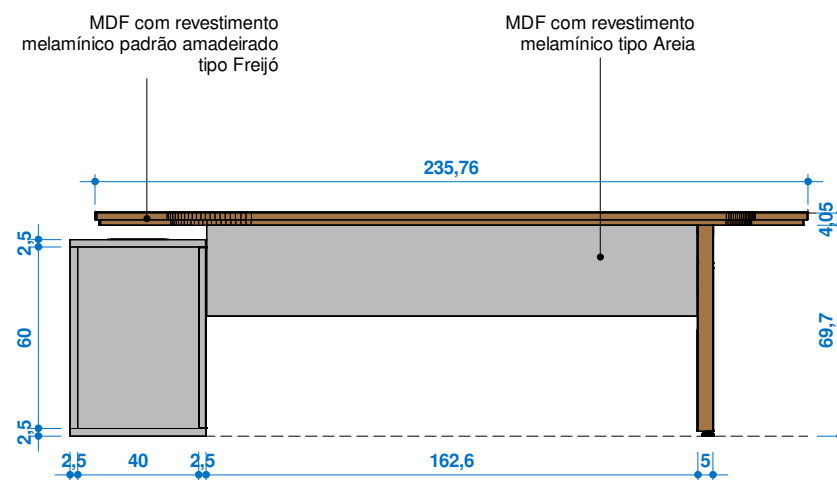 MDF com revestimento
melamínico padrão amadeirado
tipo Freijó
MDF com revestimento
melamínico tipo Areia
235,76
4,05
2,5
60
69,7
2,5
2,5
40
2,5
162,6
5